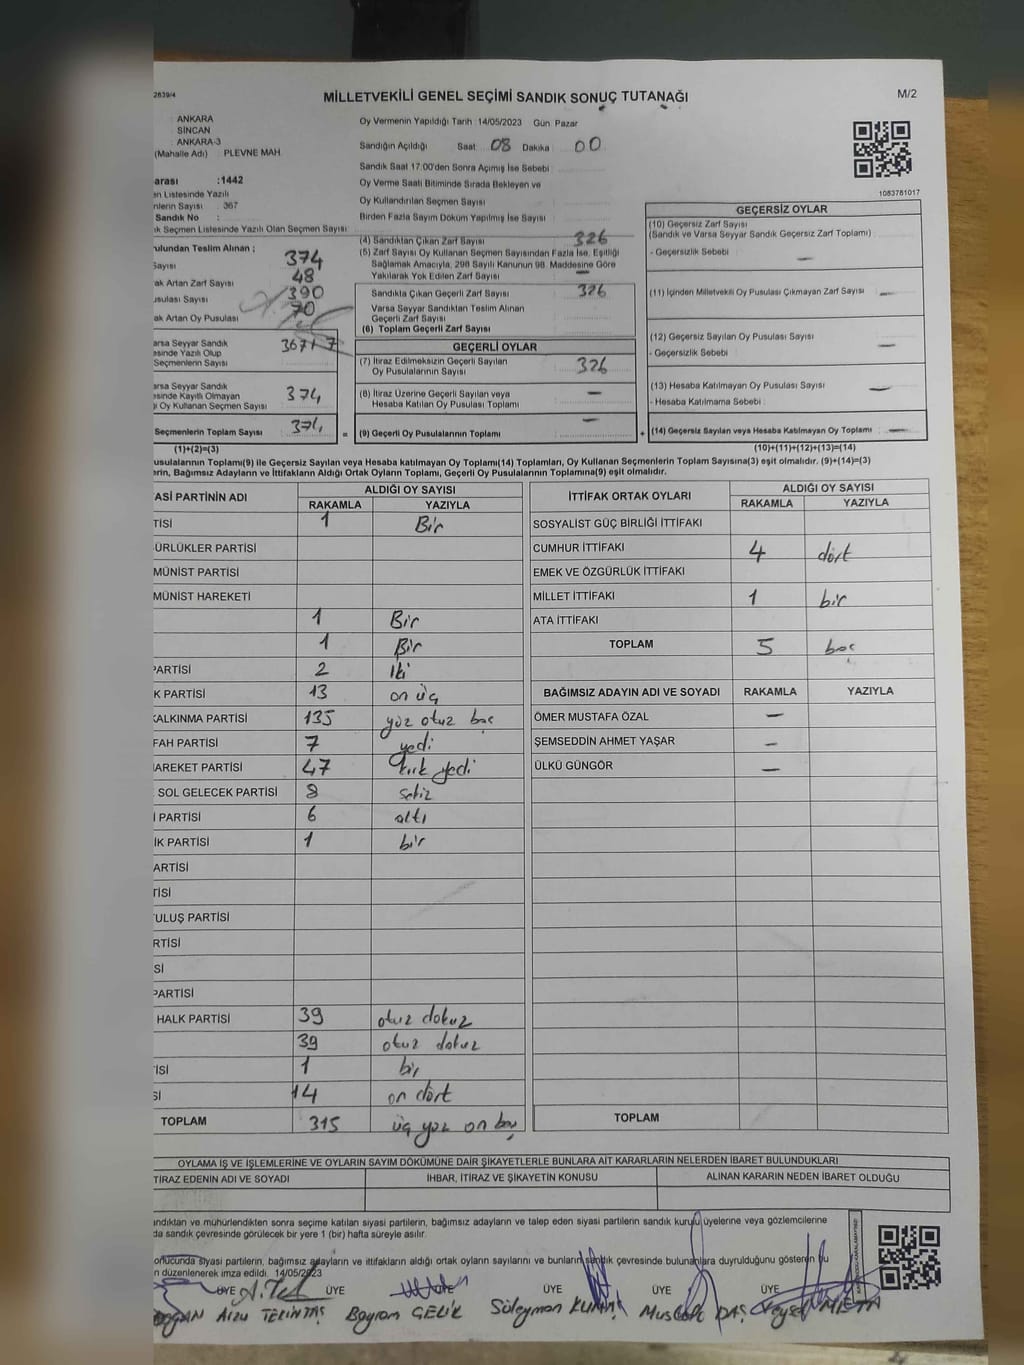 2839/4
MİLLETVEKİLİ GENEL SEÇİMİ SANDIK SONUÇ TUTANAĞI
M/2
ANKARA
SİNCAN
ANKARA-3
(Mahalle Adı) : PLEVNE MAH.
Oy Vermenin Yapıldığı Tarih :14/05/2023 Gün: Pazar
Sandığın Açıldığı Saat: 08 Dakika: 00
Sandık Saat 17:00'den Sonra Açımış İse Sebebi :
Oy Verme Saati Bitiminde Sırada Bekleyen ve
Oy Kullandırılan Seçmen Sayısı
Birden Fazla Sayım Döküm Yapılmış İse Sayısı
1083781017
arası :1442
en Listesinde Yazılı
nlerin Sayısı : 367
Sandık No :
ık Seçmen Listesinde Yazılı Olan Seçmen Sayısı
rulundan Teslim Alınan ;
Sayısı 374
ak Artan Zarf Sayısı 48
usulası Sayısı 390
ak Artan Oy Pusulası 70
arsa Seyyar Sandık
esinde Yazılı Olup
Seçmenlerin Sayısı
arsa Seyyar Sandık
esinde Kayıtlı Olmayan
i Oy Kullanan Seçmen Sayısı 374
Seçmenlerin Toplam Sayısı 374 =
(1)+(2)=(3)
(4) Sandıktan Çıkan Zarf Sayısı 326
(5) Zarf Sayısı Oy Kullanan Seçmen Sayısından Fazla İse, Eşitliği
Sağlamak Amacıyla, 298 Sayılı Kanunun 98. Maddesine Göre
Yakılarak Yok Edilen Zarf Sayısı —
Sandıkta Çıkan Geçerli Zarf Sayısı 326
Varsa Seyyar Sandıktan Teslim Alınan
Geçerli Zarf Sayısı
(6) Toplam Geçerli Zarf Sayısı
GEÇERLİ OYLAR
(7) İtiraz Edilmeksizin Geçerli Sayılan
Oy Pusulalarının Sayısı 326
(8) İtiraz Üzerine Geçerli Sayılan veya
Hesaba Katılan Oy Pusulası Toplamı —
(9) Geçerli Oy Pusulalarının Toplamı — +
GEÇERSİZ OYLAR
(10) Geçersiz Zarf Sayısı
(Sandık ve Varsa Seyyar Sandık Geçersiz Zarf Toplamı)
- Geçersizlik Sebebi —
(11) İçinden Milletvekili Oy Pusulası Çıkmayan Zarf Sayısı —
(12) Geçersiz Sayılan Oy Pusulası Sayısı —
- Geçersizlik Sebebi
(13) Hesaba Katılmayan Oy Pusulası Sayısı —
- Hesaba Katılmama Sebebi :
(14) Geçersiz Sayılan veya Hesaba Katılmayan Oy Toplamı —
(10)+(11)+(12)+(13)=(14)
usulalarının Toplamı(9) ile Geçersiz Sayılan veya Hesaba katılmayan Oy Toplamı(14) Toplamları, Oy Kullanan Seçmenlerin Toplam Sayısına(3) eşit olmalıdır. (9)+(14)=(3)
rin, Bağımsız Adayların ve İttifakların Aldığı Ortak Oyların Toplamı, Geçerli Oy Pusulalarının Toplamına(9) eşit olmalıdır.
ASİ PARTİNİN ADI ALDIĞI OY SAYISI
RAKAMLA YAZIYLA
TİSİ 1 Bir
ÜRLÜKLER PARTİSİ
MÜNİST PARTİSİ
MÜNİST HAREKETİ
1 Bir
1 Bir
PARTİSİ 2 iki
K PARTİSİ 13 on üç
KALKINMA PARTİSİ 135 yüz otuz beş
FAH PARTİSİ 7 yedi
AREKET PARTİSİ 47 kırk yedi
SOL GELECEK PARTİSİ 8 sekiz
İ PARTİSİ 6 altı
İK PARTİSİ 1 bir
ARTİSİ
TİSİ
TULUŞ PARTİSİ
RTİSİ
Sİ
PARTİSİ
HALK PARTİSİ 39 otuz dokuz
39 otuz dokuz
İSİ 1 bir
Sİ 14 on dört
TOPLAM 315 üç yüz on beş
İTTİFAK ORTAK OYLARI ALDIĞI OY SAYISI
RAKAMLA YAZIYLA
SOSYALİST GÜÇ BİRLİĞİ İTTİFAKI
CUMHUR İTTİFAKI 4 dört
EMEK VE ÖZGÜRLÜK İTTİFAKI
MİLLET İTTİFAKI 1 bir
ATA İTTİFAKI
TOPLAM 5 beş
BAĞIMSIZ ADAYIN ADI VE SOYADI RAKAMLA YAZIYLA
ÖMER MUSTAFA ÖZAL —
ŞEMSEDDİN AHMET YAŞAR —
ÜLKÜ GÜNGÖR —
TOPLAM
OYLAMA İŞ VE İŞLEMLERİNE VE OYLARIN SAYIM DÖKÜMÜNE DAİR ŞİKAYETLERLE BUNLARA AİT KARARLARIN NELERDEN İBARET BULUNDUKLARI
TİRAZ EDENİN ADI VE SOYADI İHBAR, İTİRAZ VE ŞİKAYETİN KONUSU ALINAN KARARIN NEDEN İBARET OLDUĞU
andıktan ve mühürlendikten sonra seçime katılan siyasi partilerin, bağımsız adayların ve talep eden siyasi partilerin sandık kurulu üyelerine veya gözlemcilerine
da sandık çevresinde görülecek bir yere 1 (bir) hafta süreyle asılır.
onucunda siyasi partilerin, bağımsız adayların ve ittifakların aldığı ortak oyların sayılarını ve bunların sandık çevresinde bulunanlara duyrulduğunu gösteren bu
n düzenlenerek imza edildi. 14/05/2023
ÜYE ÜYE ÜYE ÜYE ÜYE
Bayram ÇELİK Süleyman Mustafa DAŞ Veysel